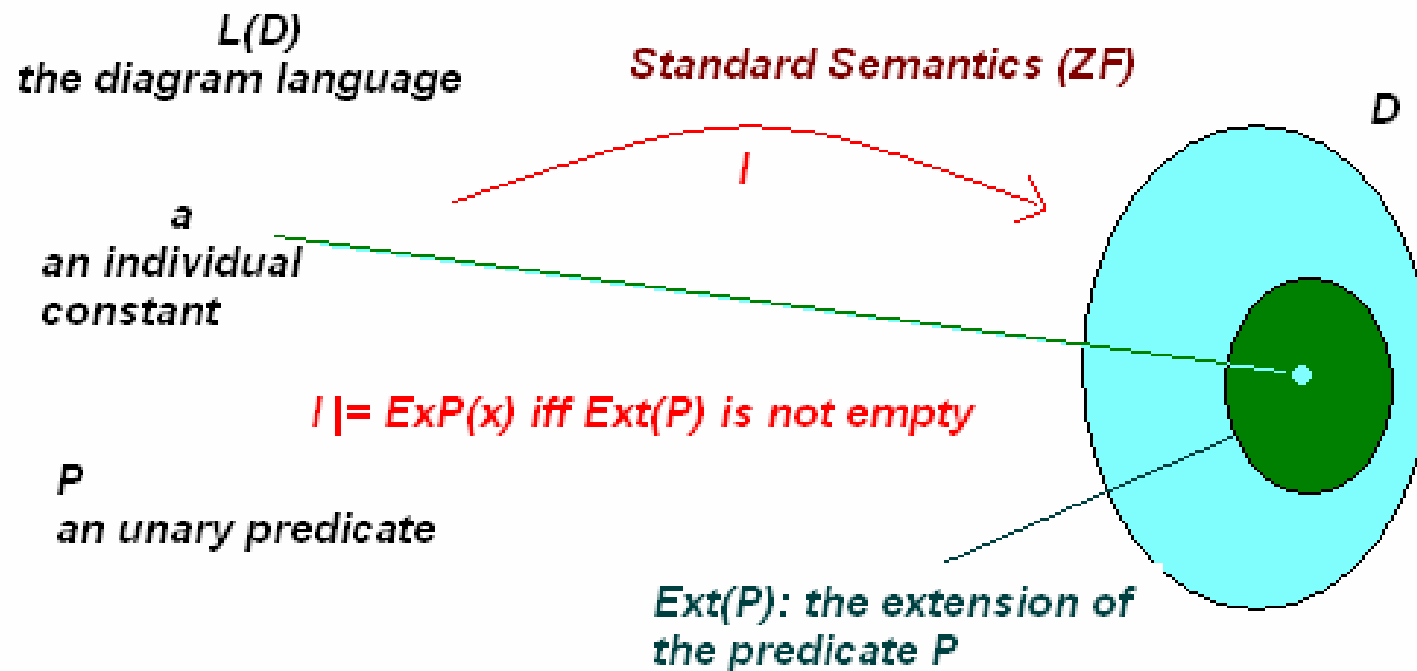 L(D)
the diagram language
Standard Semantics (ZF)
D
I
a
an individual
constant
I |= ExP(x) iff Ext(P) is not empty
P
an unary predicate
Ext(P): the extension of
the predicate P